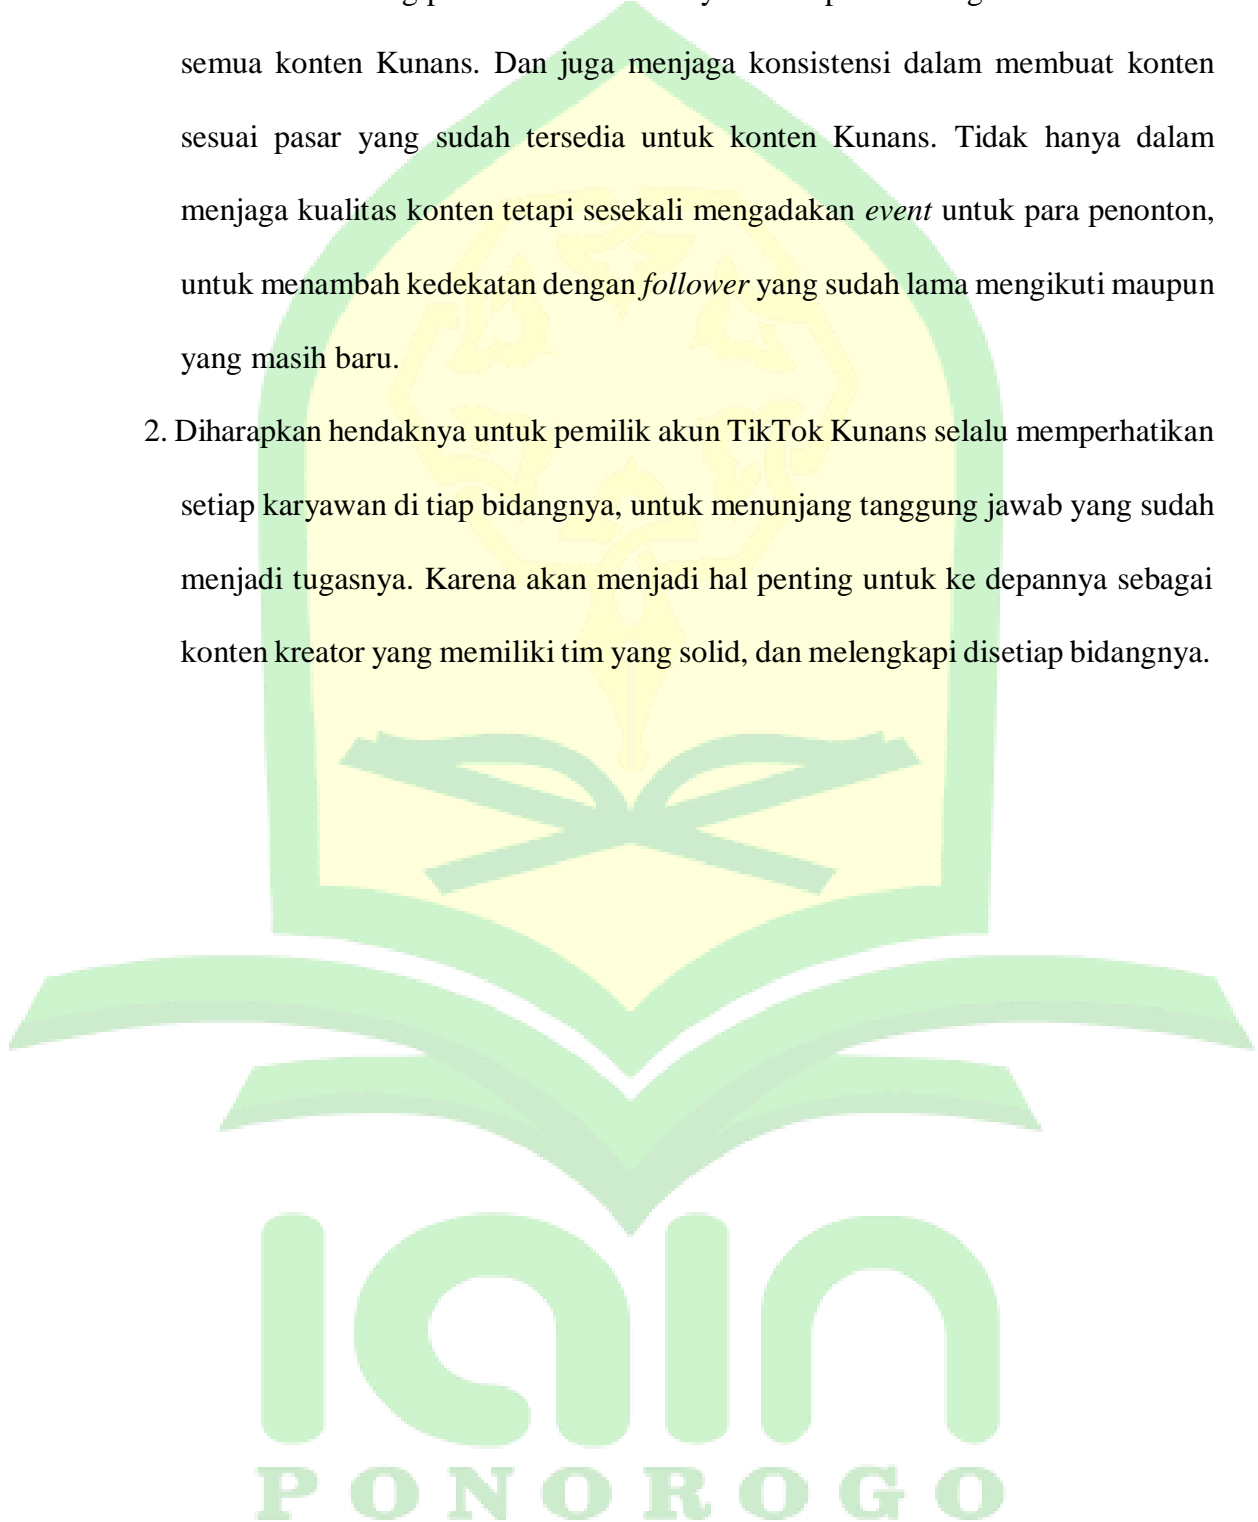 semua konten Kunans. Dan juga menjaga konsistensi dalam membuat konten
sesuai pasar yang sudah tersedia untuk konten Kunans. Tidak hanya dalam
menjaga kualitas konten tetapi sesekali mengadakan event untuk para penonton,
untuk menambah kedekatan dengan follower yang sudah lama mengikuti maupun
yang masih baru.
2. Diharapkan hendaknya untuk pemilik akun TikTok Kunans selalu memperhatikan
setiap karyawan di tiap bidangnya, untuk menunjang tanggung jawab yang sudah
menjadi tugasnya. Karena akan menjadi hal penting untuk ke depannya sebagai
konten kreator yang memiliki tim yang solid, dan melengkapi disetiap bidangnya.
iain
PONOROGO